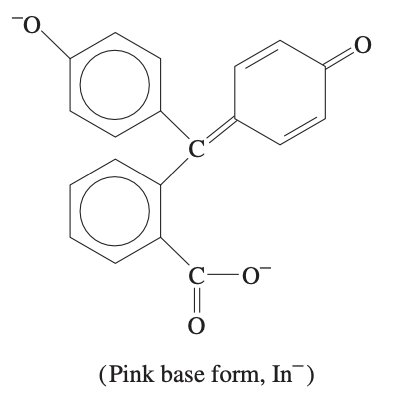 ⁻O
O
C
C—O⁻
O
(Pink base form, In⁻)